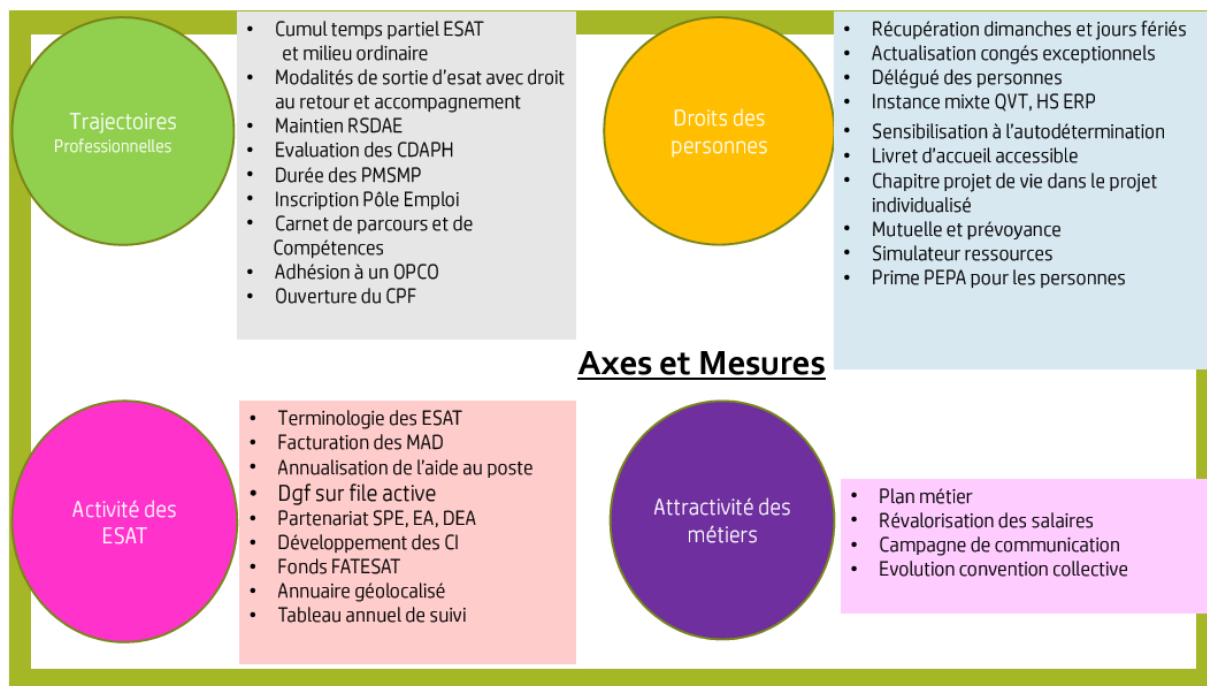 Trajectoires
Professionnelles
• Cumul temps partiel ESAT
et milieu ordinaire
• Modalités de sortie d'esat avec droit
au retour et accompagnement
• Maintien RSDAE
• Evaluation des CDAPH
• Durée des PMSMP
• Inscription Pôle Emploi
• Carnet de parcours et de
Compétences
• Adhésion à un OPCO
• Ouverture du CPF
Droits des
personnes
• Récupération dimanches et jours fériés
• Actualisation congés exceptionnels
• Délégué des personnes
• Instance mixte QVT, HS ERP
• Sensibilisation à l'autodétermination
• Livret d'accueil accessible
• Chapitre projet de vie dans le projet
individualisé
• Mutuelle et prévoyance
• Simulateur ressources
• Prime PEPA pour les personnes
Axes et Mesures
Activité des
ESAT
• Terminologie des ESAT
• Facturation des MAD
• Annualisation de l'aide au poste
• Dgf sur file active
• Partenariat SPE, EA, DEA
• Développement des CI
• Fonds FATESAT
• Annuaire géolocalisé
• Tableau annuel de suivi
Attractivité des
métiers
• Plan métier
• Révalorisation des salaires
• Campagne de communication
• Evolution convention collective